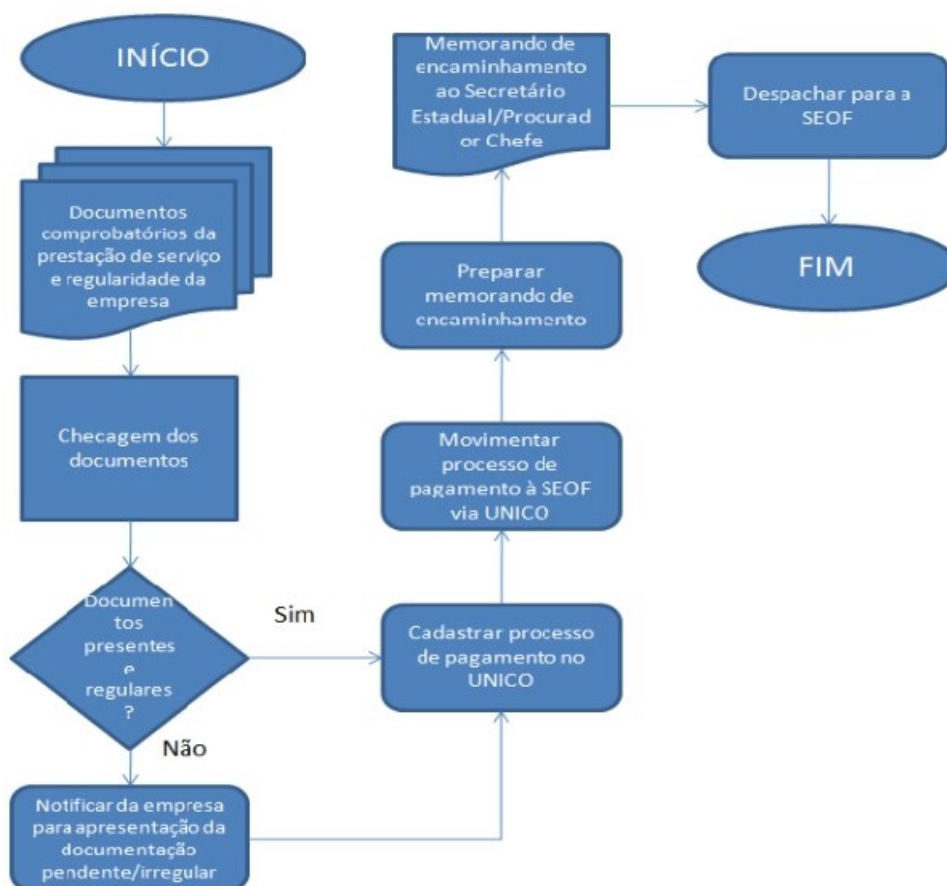 INÍCIO
Documentos
comprobatórios da
prestação de serviço
e regularidade da
empresa
Checagem dos
documentos
Documen
tos
presentes
e
regulares
?
Sim
Não
Notificar da empresa
para apresentação da
documentação
pendente/irregular
Cadastrar processo
de pagamento no
UNICO
Movimentar
processo de
pagamento à SEOF
via UNICO
Preparar
memorando de
encaminhamento
Memorando de
encaminhamento
ao Secretário
Estadual/Procurad
or Chefe
Despachar para a
SEOF
FIM